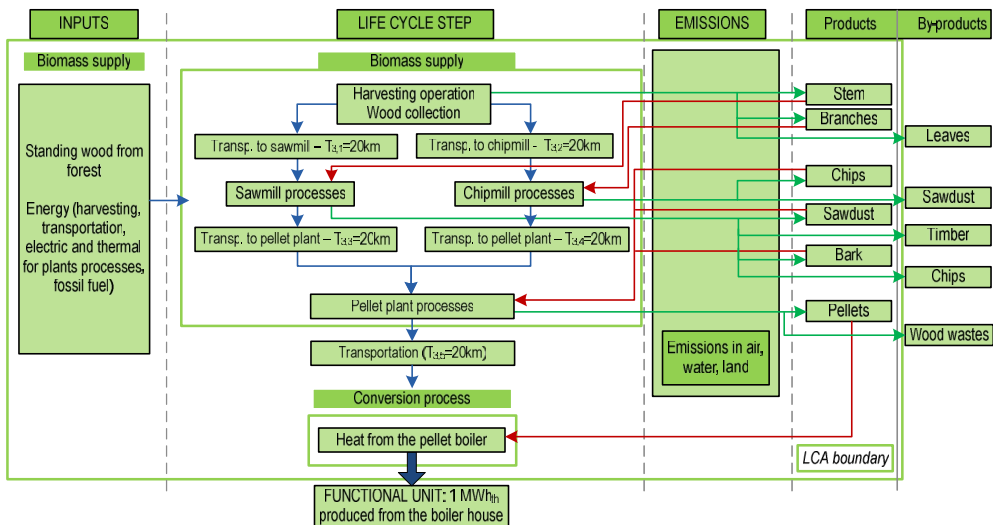 INPUTS
LIFE CYCLE STEP
EMISSIONS
Products
By-products
Biomass supply
Standing wood from
forest
Energy (harvesting,
transportation,
electric and thermal
for plants processes,
fossil fuel)
Biomass supply
Harvesting operation
Wood collection
Transp. to sawmill – T3,1=20km
Transp. to chipmill - T3,2=20km
Sawmill processes
Chipmill processes
Transp. to pellet plant – T3,3=20km
Transp. to pellet plant – T3,4=20km
Pellet plant processes
Transportation (T3,5=20km)
Conversion process
Heat from the pellet boiler
FUNCTIONAL UNIT: 1 MWhth
produced from the boiler house
Emissions in air,
water, land
Stem
Branches
Chips
Sawdust
Bark
Pellets
LCA boundary
Leaves
Sawdust
Timber
Chips
Wood wastes